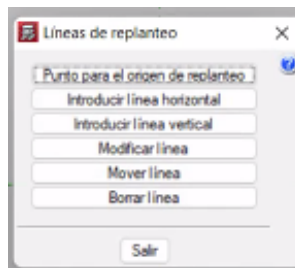 Líneas de replanteo
Punto para el origen de replanteo
Introducir línea horizontal
Introducir línea vertical
Modificar línea
Mover línea
Borrar línea
Salir